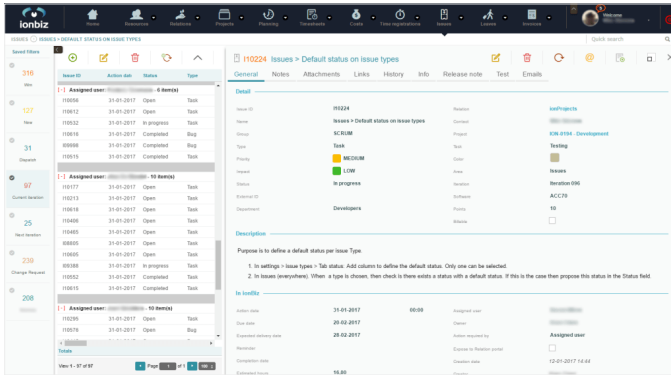 ionbiz
Home Resources Relations Projects Planning Timesheets Costs Time registrations Issues Leaves Invoices Welcome
ISSUES ISSUES > DEFAULT STATUS ON ISSUE TYPES
Quick search
Saved filters
316
137
New
31
Dispatch
97
Current iteration
25
Next iteration
239
Change Request
208
Issue ID Action date Status Type
[-] Assigned user: - 6 item(s)
I10056 31-01-2017 Open Task
I10612 31-01-2017 Open Task
I10532 31-01-2017 In progress Task
I10616 31-01-2017 Completed Bug
31-01-2017 Completed Bug
I10515 31-01-2017 Completed Task
[-] Assigned user: - 10 item(s)
I10177 31-01-2017 Open Task
I10213 31-01-2017 Open Task
I10618 31-01-2017 Open Task
I10466 31-01-2017 Open Task
I10465 31-01-2017 Open Task
31-01-2017 Open Task
I10605 31-01-2017 Open Task
31-01-2017 In progress Task
I10552 31-01-2017 Completed Task
I10615 31-01-2017 Completed Task
[-] Assigned user: - 10 item(s)
I10295 31-01-2017 Open Task
I10576 31-01-2017 Open Bug
Totals
View 1 - 97 of 97
Page 1 of 1 100
I10224 Issues > Default status on issue types
General Notes Attachments Links History Info Release note Test Emails
Detail
Issue ID I10224 Relation ionProjects
Name Issues > Default status on issue types Contact
Group SCRUM Project ION-0104 - Development
Type Task Task Testing
Priority MEDIUM Color
Impact LOW Area Issues
Status In progress Iteration Iteration 096
External ID Software ACC70
Department Developers Points 10
Billable
Description
Purpose is to define a default status per Issue Type.
1. In settings > issue types > Tab status: Add column to define the default status. Only one can be selected.
2. In issues (everywhere). When a type is chosen, then check is there exists a status with a default status. If this is the case then propose this status in the Status field.
In ionBiz
Action date 31-01-2017 00:00 Assigned user
Due date 20-02-2017 Owner
Expected delivery date 20-02-2017 Action required by Assigned user
Reminder Expose to Relation portal
Completion date Creation date 12-01-2017 14:44
Estimated hours 16.00